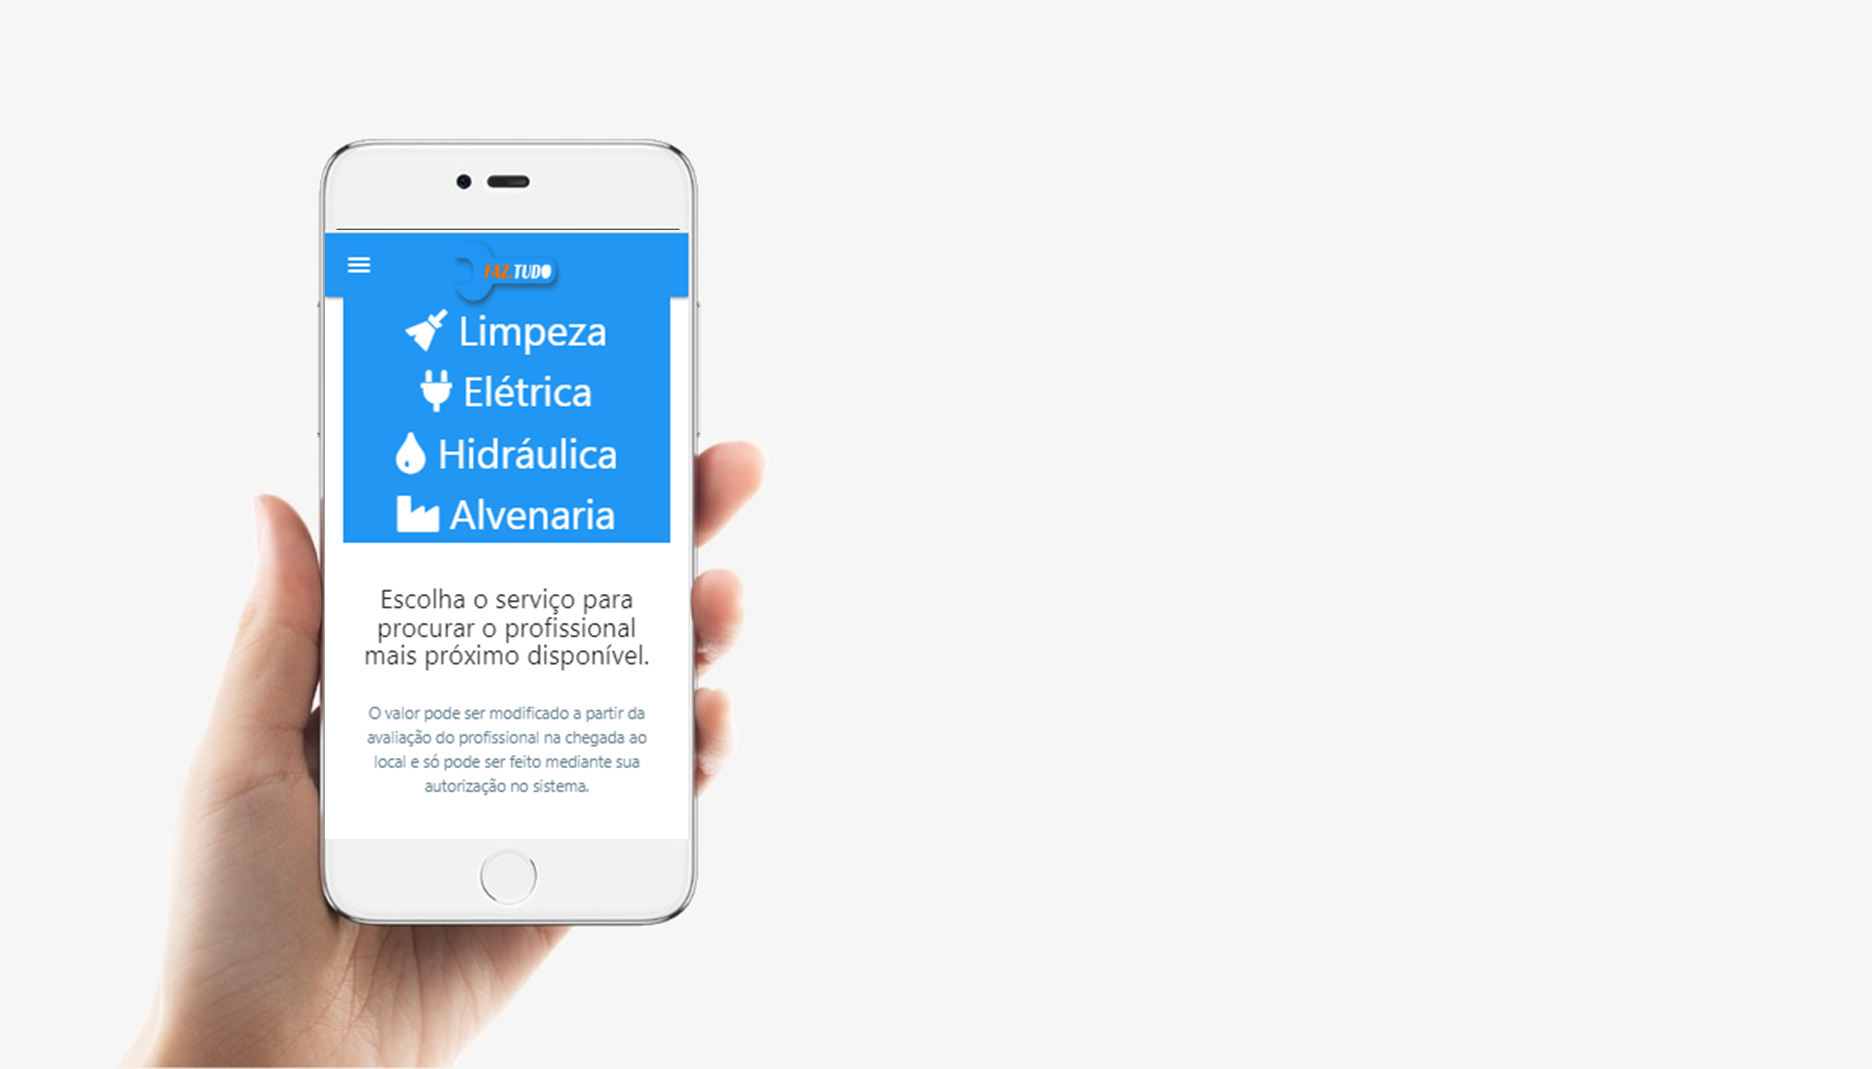 FAZ.TUDO
Limpeza
Elétrica
Hidráulica
Alvenaria
Escolha o serviço para
procurar o profissional
mais próximo disponível.
O valor pode ser modificado a partir da
avaliação do profissional na chegada ao
local e só pode ser feito mediante sua
autorização no sistema.